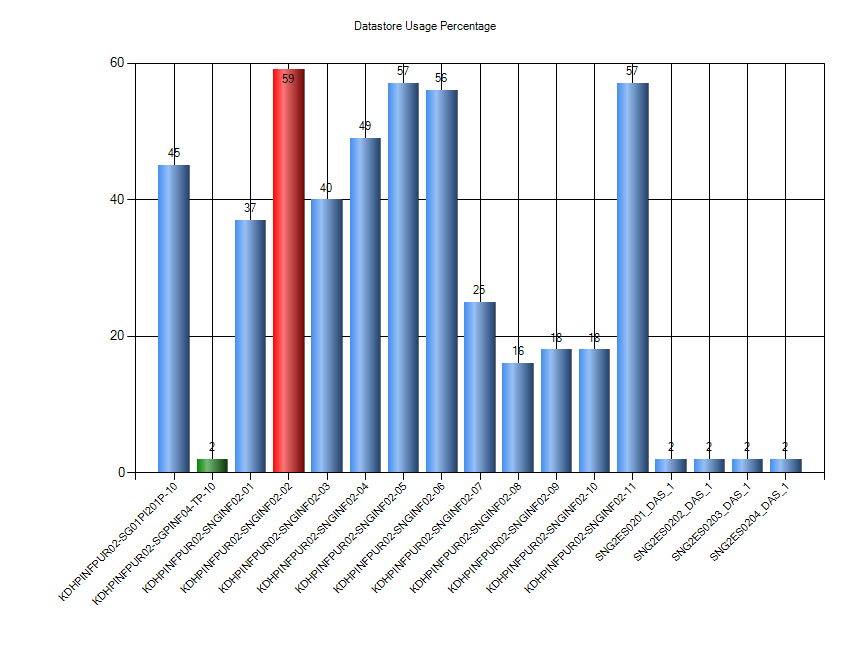 Datastore Usage Percentage
60
40
20
0
45
2
37
59
40
49
57
56
25
16
18
18
57
2
2
2
2
KDHPINFPUR02-SG01PI201P-10
KDHPINFPUR02-SGPINF04-TP-10
KDHPINFPUR02-SNGINF02-01
KDHPINFPUR02-SNGINF02-02
KDHPINFPUR02-SNGINF02-03
KDHPINFPUR02-SNGINF02-04
KDHPINFPUR02-SNGINF02-05
KDHPINFPUR02-SNGINF02-06
KDHPINFPUR02-SNGINF02-07
KDHPINFPUR02-SNGINF02-08
KDHPINFPUR02-SNGINF02-09
KDHPINFPUR02-SNGINF02-10
KDHPINFPUR02-SNGINF02-11
SNG2ES0201_DAS_1
SNG2ES0202_DAS_1
SNG2ES0203_DAS_1
SNG2ES0204_DAS_1